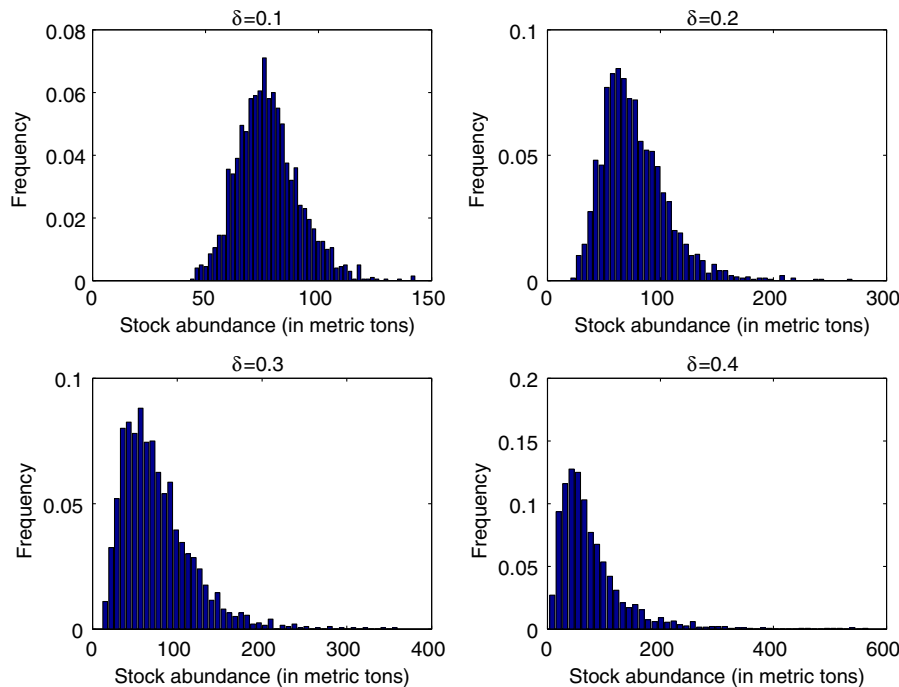 δ=0.1
0.08
0.06
0.04
0.02
0
Frequency
0 50 100 150
Stock abundance (in metric tons)
δ=0.2
0.1
0.05
0
Frequency
0 100 200 300
Stock abundance (in metric tons)
δ=0.3
0.1
0.05
0
Frequency
0 100 200 300 400
Stock abundance (in metric tons)
δ=0.4
0.2
0.15
0.1
0.05
0
Frequency
0 200 400 600
Stock abundance (in metric tons)